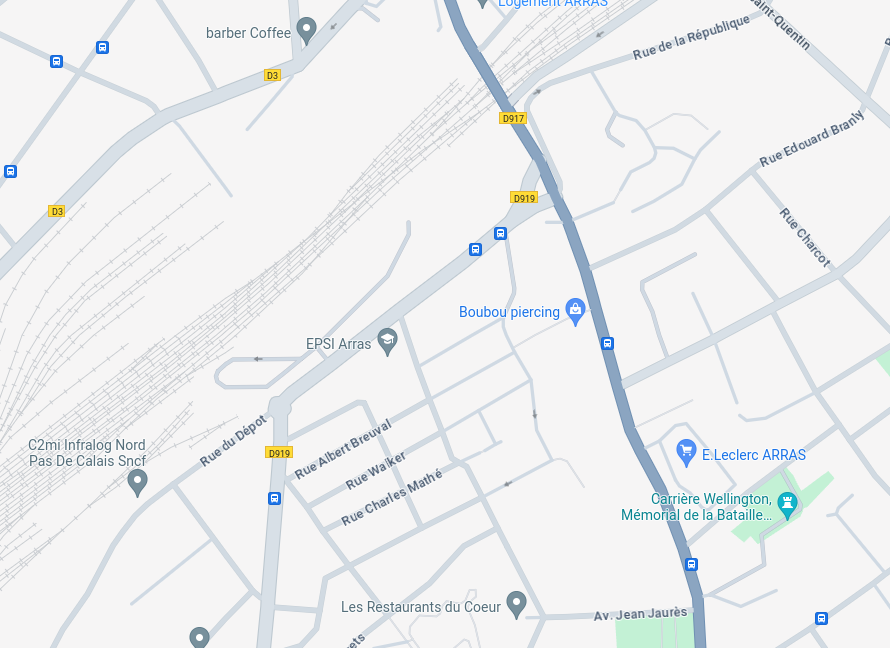 Logement ARRAS
aint-Quentin
barber Coffee
Rue de la République
D3
D917
Rue Edouard Branly
D919
D3
Rue Charcot
Boubou piercing
EPSI Arras
Rue du Dépôt
C2mi Infralog Nord
Pas De Calais Sncf
D919
Rue Albert Breuval
Rue Walker
Rue Charles Mathé
E.Leclerc ARRAS
Carrière Wellington,
Mémorial de la Bataille...
Les Restaurants du Coeur
Av. Jean Jaurès
ets